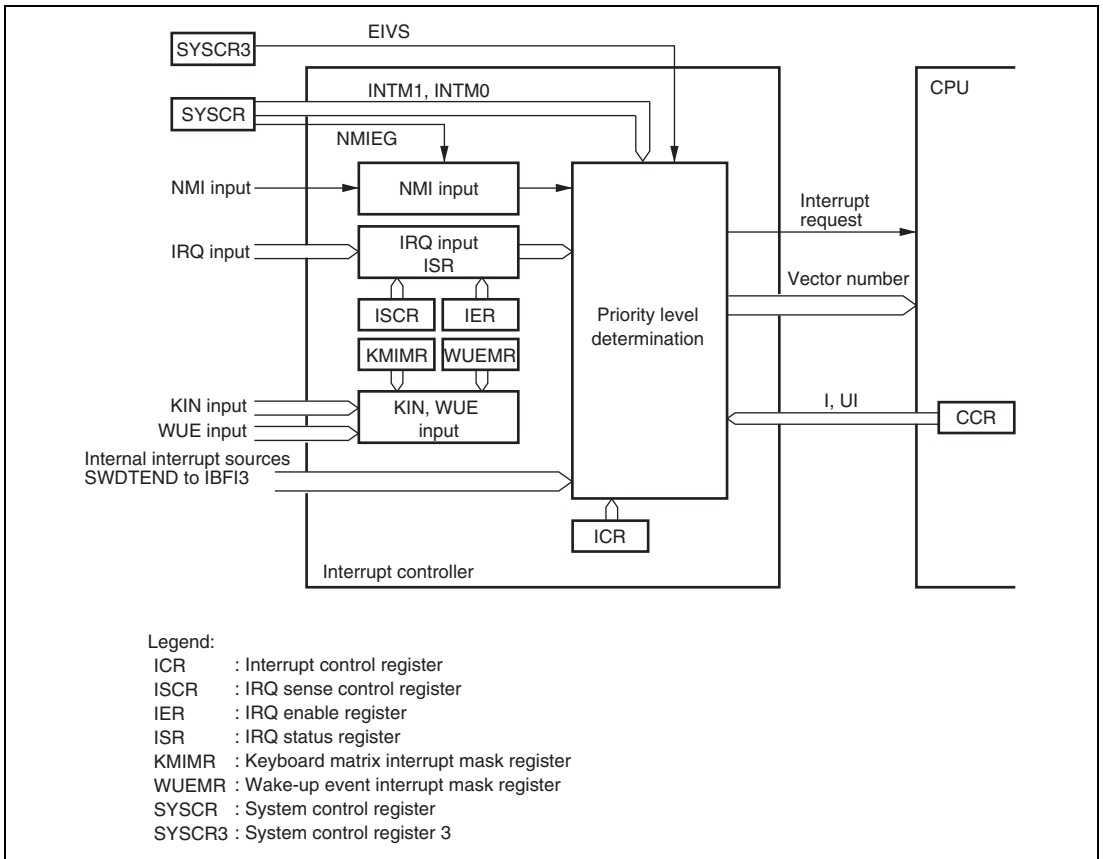 EIVS
SYSCR3
CPU
INTM1, INTM0
SYSCR
NMIEG
NMI input
NMI input
Interrupt
request
IRQ input
IRQ input
ISR
Vector number
ISCR
IER
Priority level
determination
KMIMR
WUEMR
KIN input
WUE input
KIN, WUE
input
I, UI
CCR
Internal interrupt sources
SWDTEND to IBFI3
ICR
Interrupt controller
Legend:
ICR : Interrupt control register
ISCR : IRQ sense control register
IER : IRQ enable register
ISR : IRQ status register
KMIMR : Keyboard matrix interrupt mask register
WUEMR : Wake-up event interrupt mask register
SYSCR : System control register
SYSCR3 : System control register 3